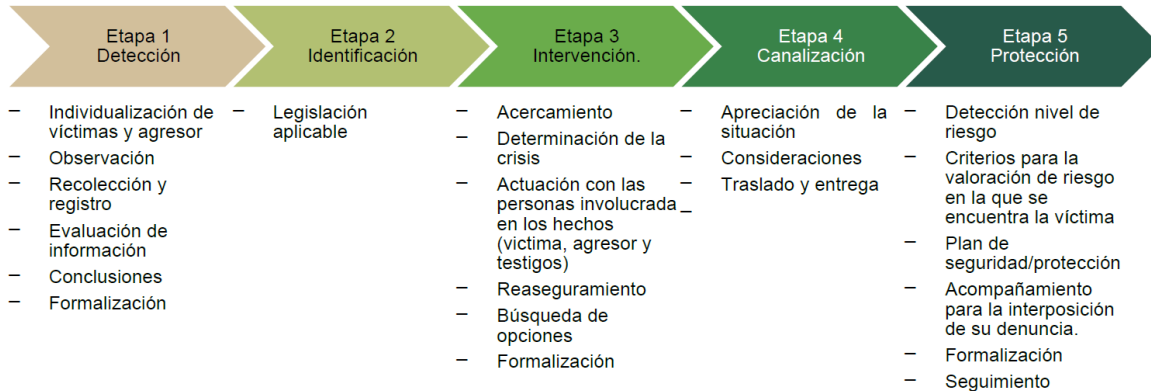 Etapa 1
Detección
Etapa 2
Identificación
Etapa 3
Intervención.
Etapa 4
Canalización
Etapa 5
Protección
– Individualización de
víctimas y agresor
– Observación
– Recolección y
registro
– Evaluación de
información
– Conclusiones
– Formalización
– Legislación
aplicable
– Acercamiento
– Determinación de la
crisis
– Actuación con las
personas involucrada
en los hechos
(victima, agresor y
testigos)
– Reaseguramiento
– Búsqueda de
opciones
– Formalización
– Apreciación de la
situación
– Consideraciones
– Traslado y entrega
–
– Detección nivel de
riesgo
– Criterios para la
valoración de riesgo
en la que se
encuentra la víctima
– Plan de
seguridad/protección
– Acompañamiento
para la interposición
de su denuncia.
– Formalización
– Seguimiento